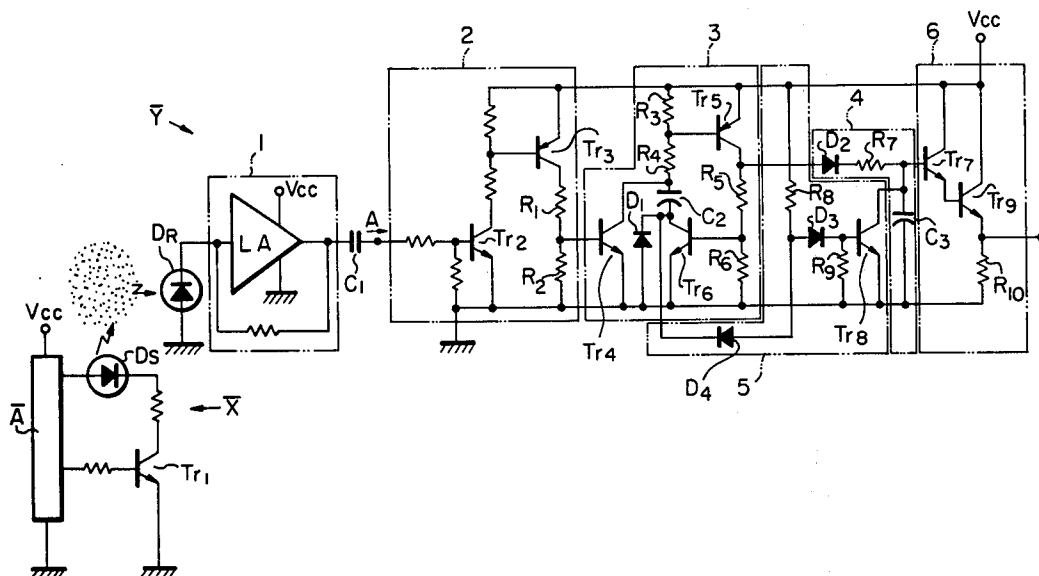 2
3
6
Vcc
Y̅
1
Vcc
LA
DR
A
C1
Tr2
Tr3
R1
R2
Tr4
R3
R4
D1
C2
Tr5
R5
R6
Tr6
4
D2
R7
R8
D3
R9
Tr8
C3
Tr7
Tr9
R10
D4
5
Z
Vcc
DS
A̅
X̅
Tr1